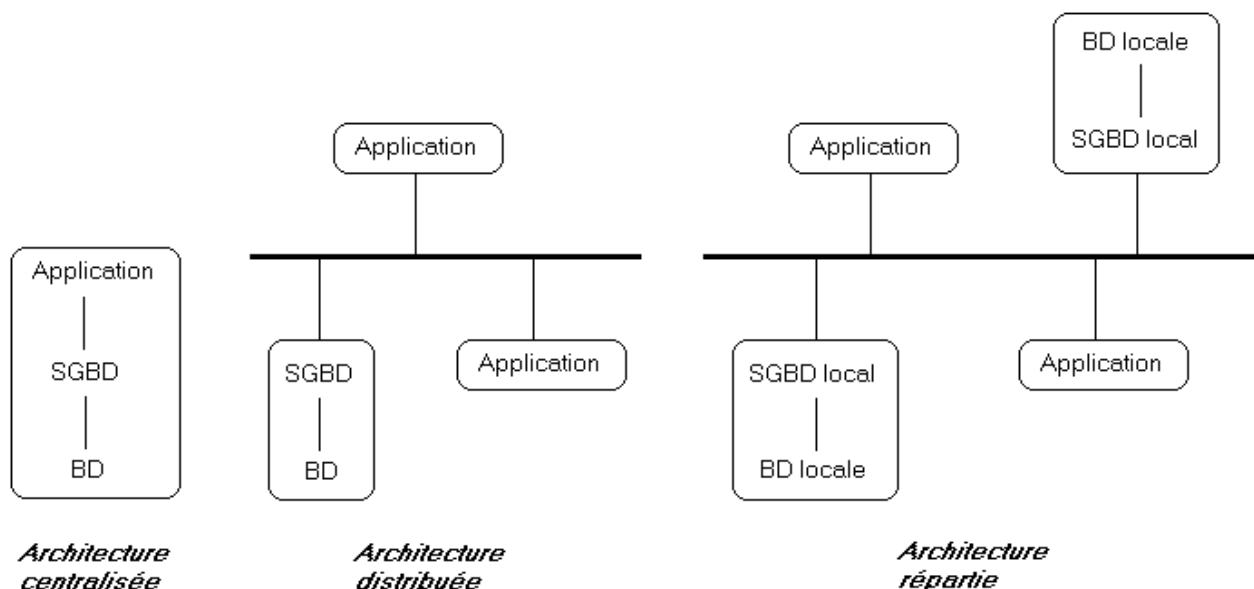 Application
SGBD
BD
Architecture
centralisée
Application
SGBD
BD
Application
Architecture
distribuée
BD locale
SGBD local
Application
SGBD local
BD locale
Application
Architecture
répartie